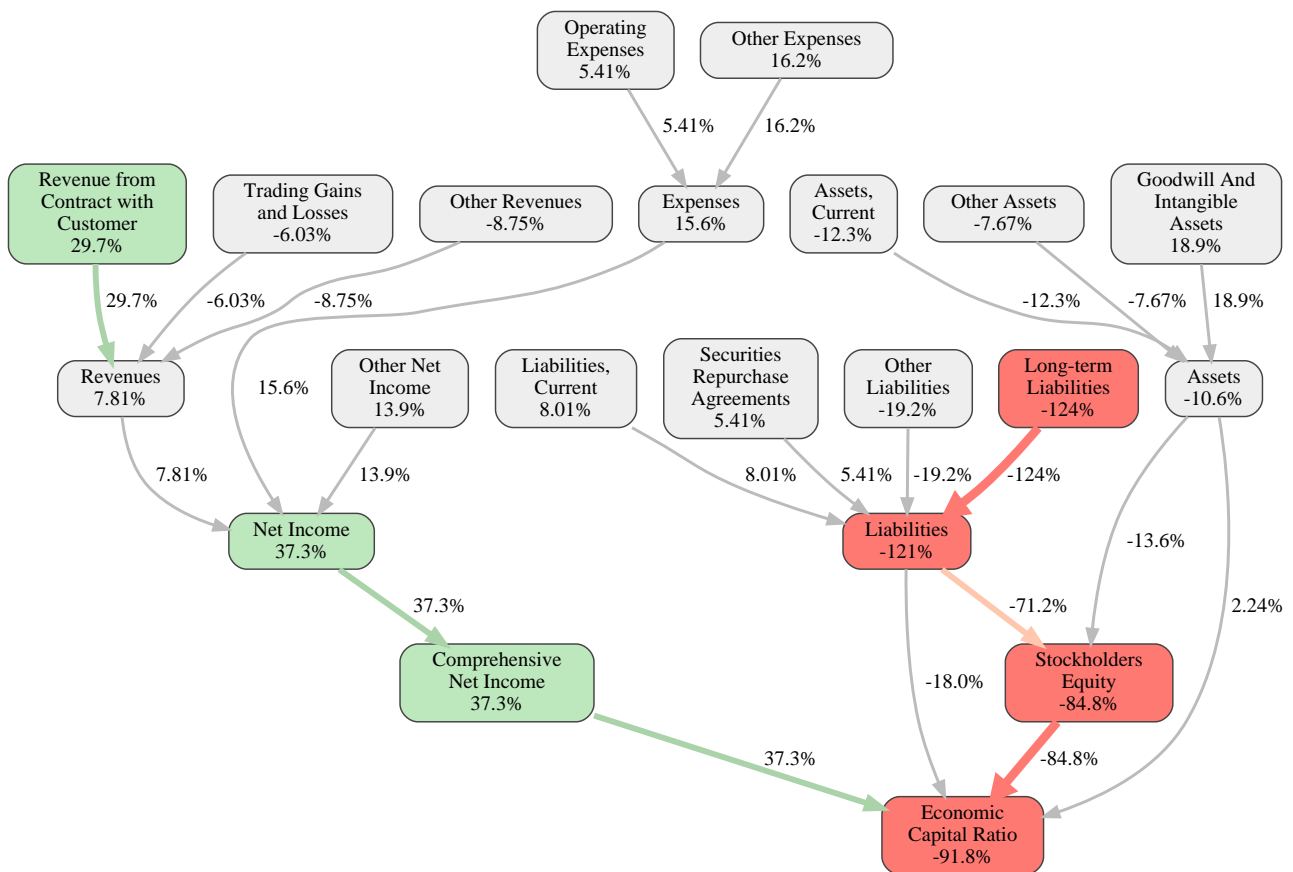 Operating
Expenses
5.41%
Other Expenses
16.2%
5.41%
16.2%
Revenue from
Contract with
Customer
29.7%
Trading Gains
and Losses
-6.03%
Other Revenues
-8.75%
Expenses
15.6%
Assets,
Current
-12.3%
Other Assets
-7.67%
Goodwill And
Intangible
Assets
18.9%
29.7%
-6.03%
-8.75%
-12.3%
-7.67%
18.9%
Revenues
7.81%
15.6%
Other Net
Income
13.9%
Liabilities,
Current
8.01%
Securities
Repurchase
Agreements
5.41%
Other
Liabilities
-19.2%
Long-term
Liabilities
-124%
Assets
-10.6%
7.81%
13.9%
8.01%
5.41%
-19.2%
-124%
Net Income
37.3%
Liabilities
-121%
-13.6%
37.3%
-71.2%
2.24%
Comprehensive
Net Income
37.3%
-18.0%
Stockholders
Equity
-84.8%
37.3%
-84.8%
Economic
Capital Ratio
-91.8%